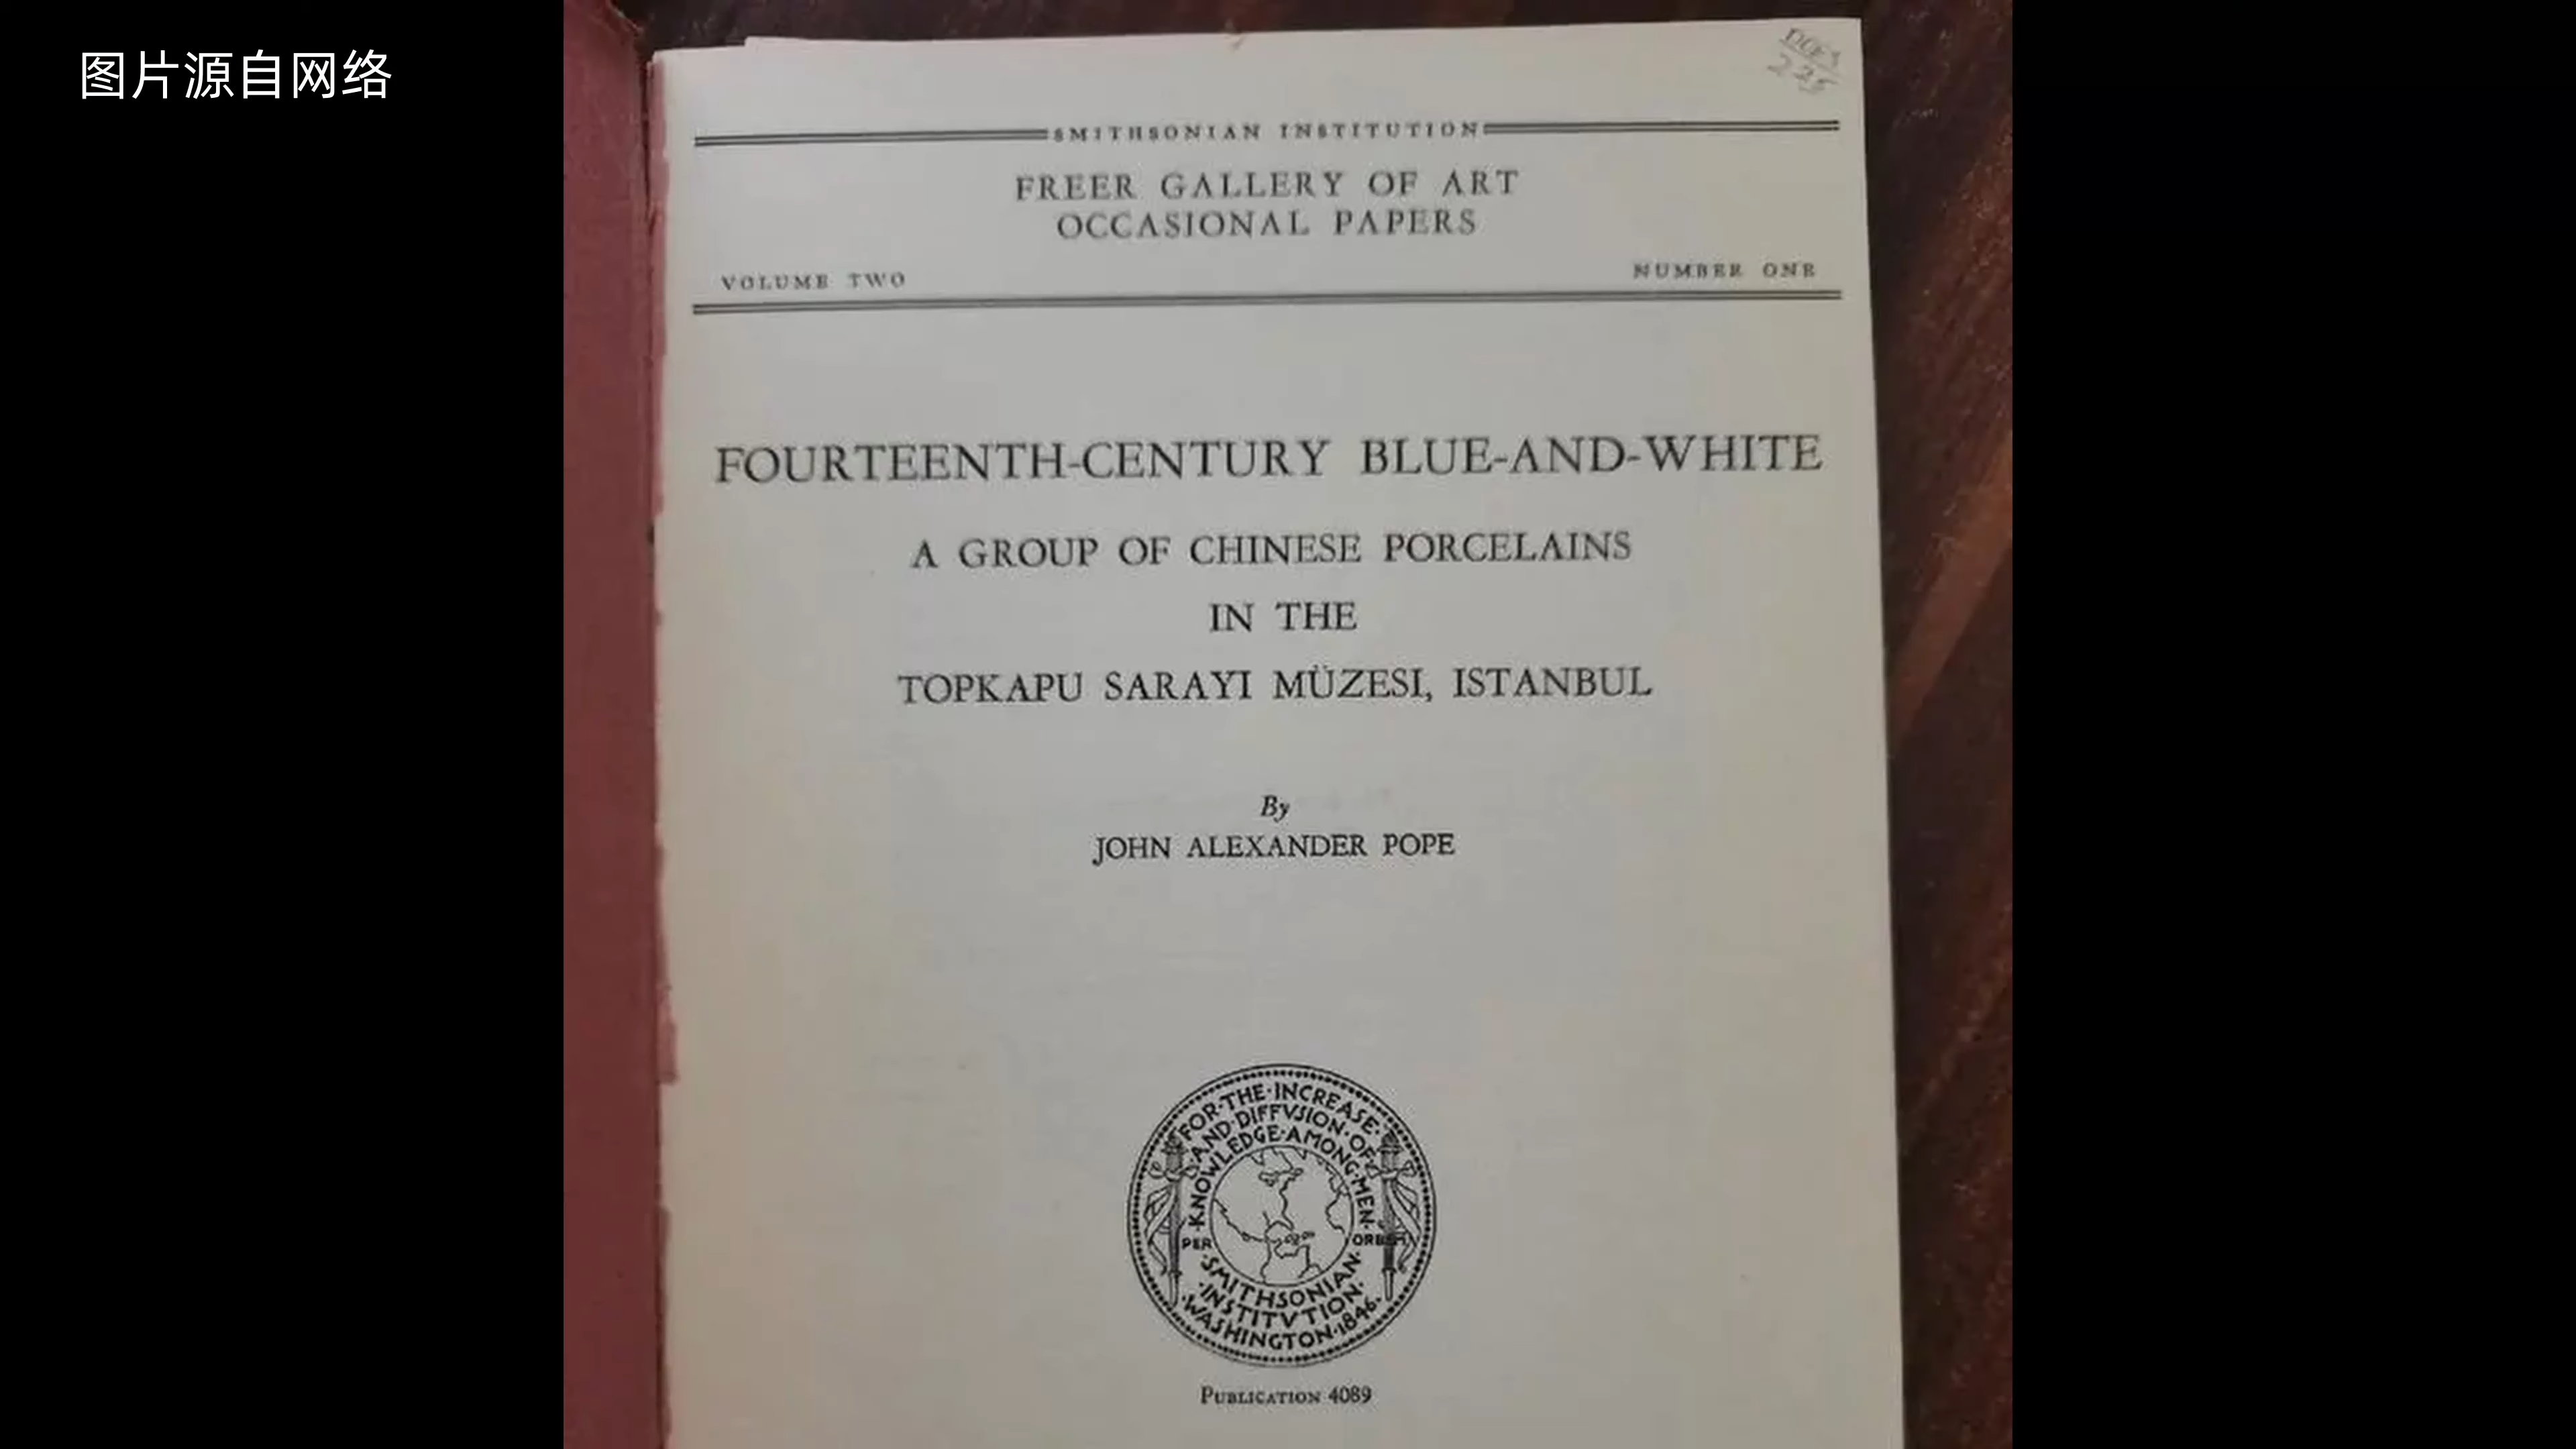 图片源自网络
SMITHSONIAN INSTITUTION
FREER GALLERY OF ART
OCCASIONAL PAPERS
VOLUME TWO NUMBER ONE
FOURTEENTH-CENTURY BLUE-AND-WHITE
A GROUP OF CHINESE PORCELAINS
IN THE
TOPKAPU SARAYI MÜZESI, ISTANBUL
By
JOHN ALEXANDER POPE
FOR·THE·INCREASE·
AND·DIFFVSION·OF·
KNOWLEDGE·AMONG·MEN·
PER ORBEM
·SMITHSONIAN·
·INSTITVTION·
·WASHINGTON·1846·
PUBLICATION 4089